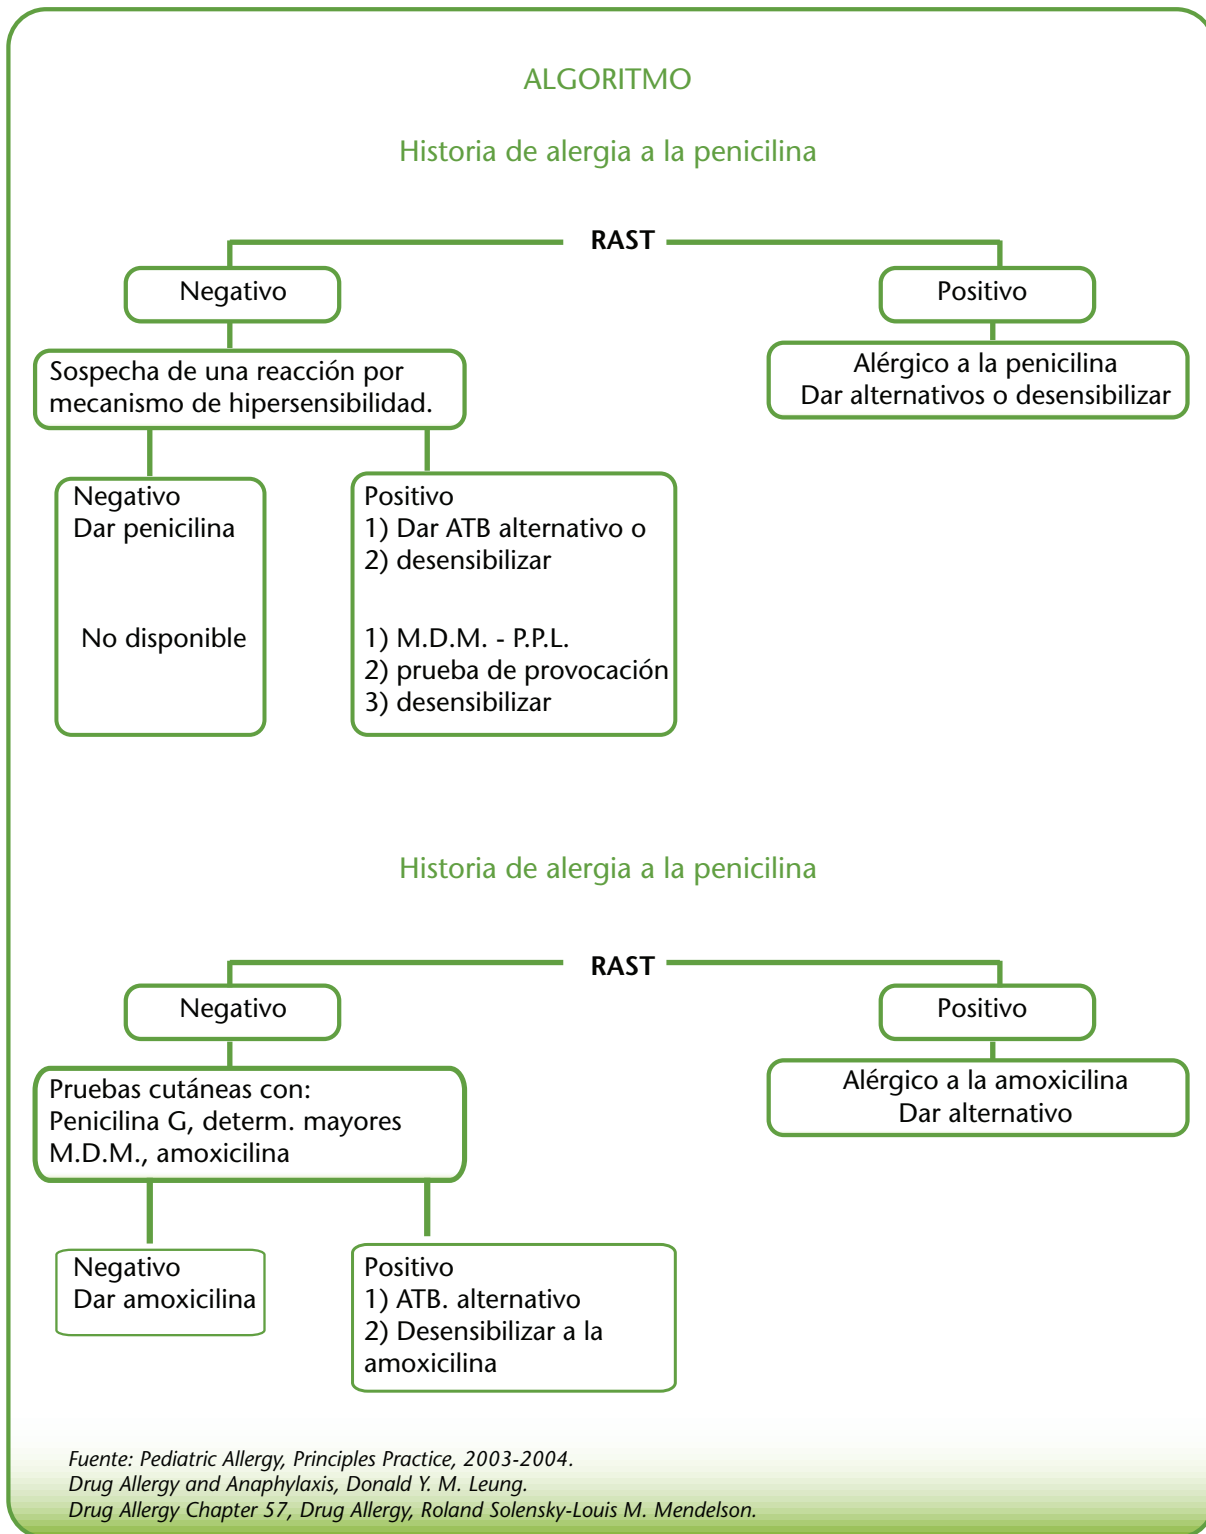 ALGORITMO
Historia de alergia a la penicilina
RAST
Negativo
Positivo
Sospecha de una reacción por
mecanismo de hipersensibilidad.
Alérgico a la penicilina
Dar alternativos o desensibilizar
Negativo
Dar penicilina
No disponible
Positivo
1) Dar ATB alternativo o
2) desensibilizar
1) M.D.M. - P.P.L.
2) prueba de provocación
3) desensibilizar
Historia de alergia a la penicilina
RAST
Negativo
Positivo
Pruebas cutáneas con:
Penicilina G, determ. mayores
M.D.M., amoxicilina
Alérgico a la amoxicilina
Dar alternativo
Negativo
Dar amoxicilina
Positivo
1) ATB. alternativo
2) Desensibilizar a la
amoxicilina
Fuente: Pediatric Allergy, Principles Practice, 2003-2004.
Drug Allergy and Anaphylaxis, Donald Y. M. Leung.
Drug Allergy Chapter 57, Drug Allergy, Roland Solensky-Louis M. Mendelson.